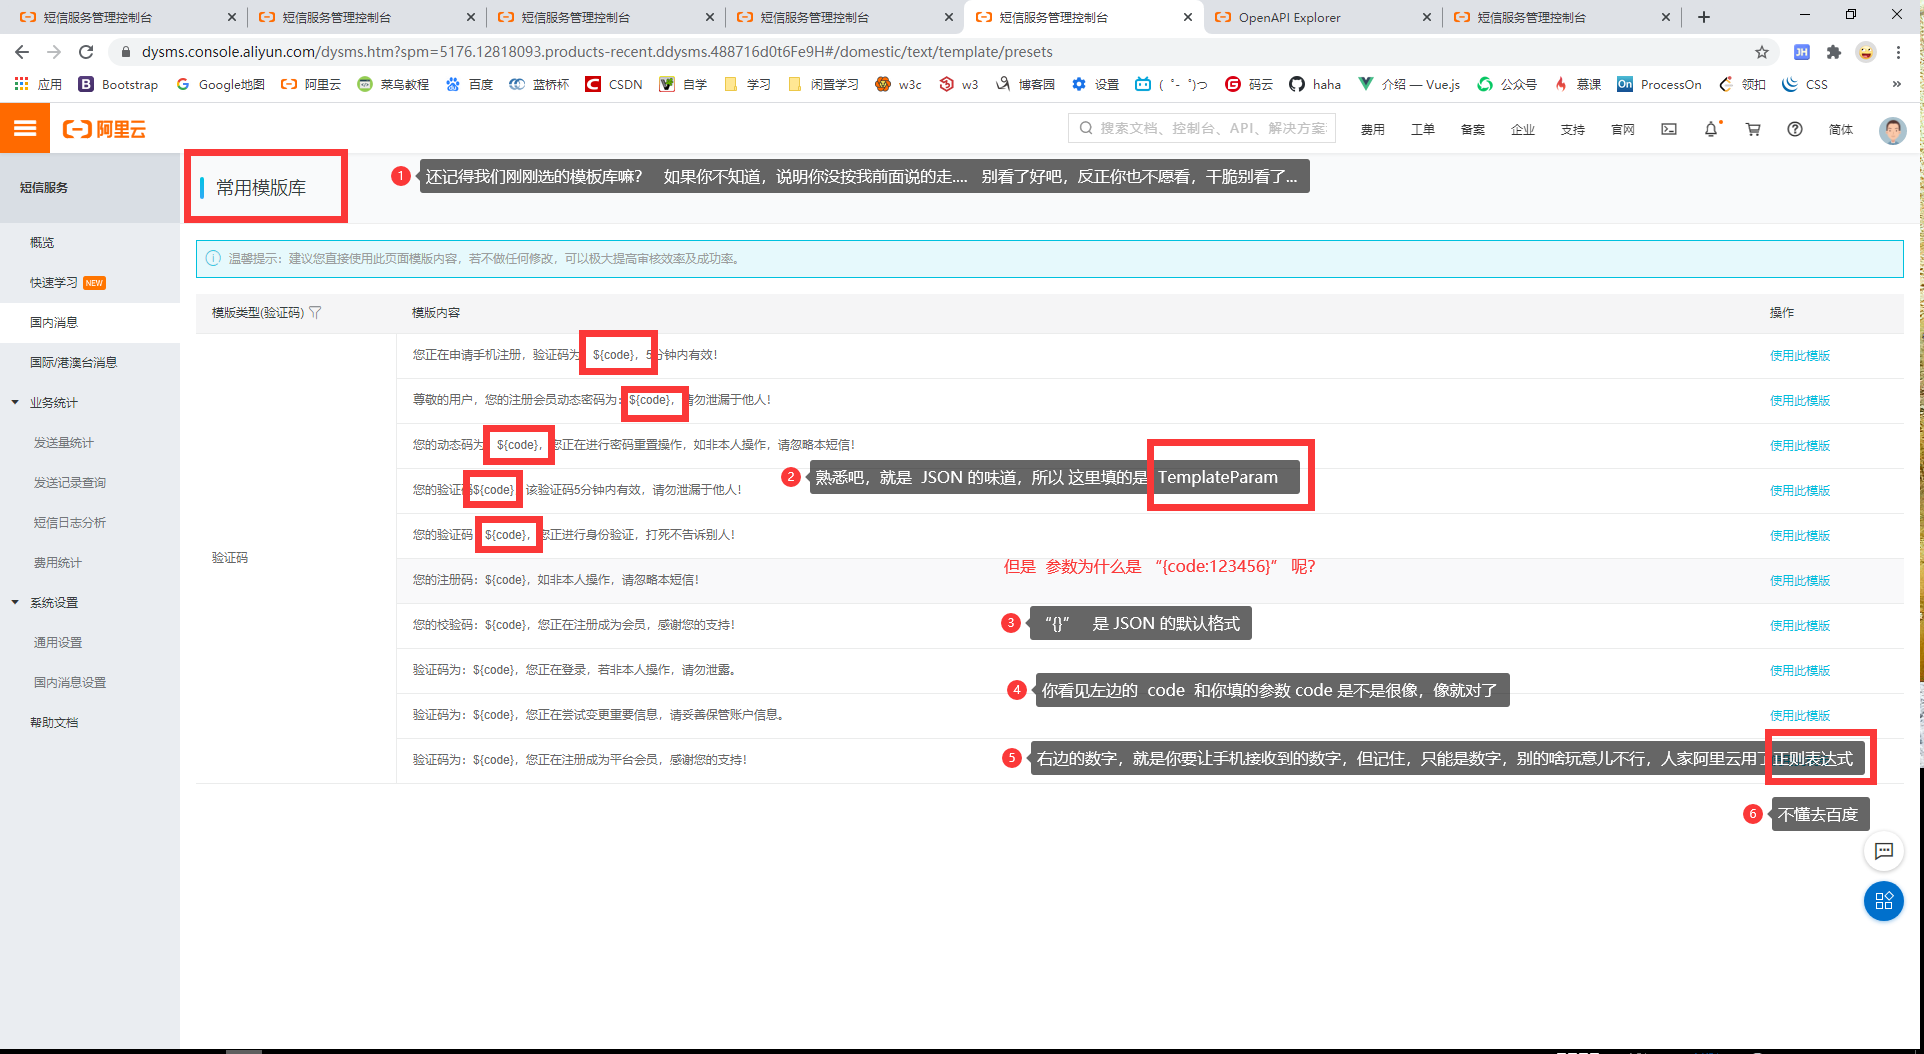 短信服务管理控制台
短信服务管理控制台
短信服务管理控制台
短信服务管理控制台
短信服务管理控制台
OpenAPI Explorer
短信服务管理控制台
dysms.console.aliyun.com/dysms.htm?spm=5176.12818093.products-recent.ddysms.488716d0t6Fe9H#/domestic/text/template/presets
JH
应用
Bootstrap
Google地图
阿里云
菜鸟教程
百度
蓝桥杯
CSDN
自学
学习
闲置学习
w3c
w3
博客园
设置
( ゜- ゜)つ
码云
haha
介绍 — Vue.js
公众号
慕课
ProcessOn
领扣
CSS
»
阿里云
搜索文档、控制台、API、解决方案
费用
工单
备案
企业
支持
官网
简体
短信服务
概览
快速学习 NEW
国内消息
国际/港澳台消息
业务统计
发送量统计
发送记录查询
短信日志分析
费用统计
系统设置
通用设置
国内消息设置
帮助文档
常用模版库
1 还记得我们刚刚选的模板库嘛？ 如果你不知道，说明你没按我前面说的走.... 别看了好吧，反正你也不愿看，干脆别看了...
温馨提示：建议您直接使用此页面模版内容，若不做任何修改，可以极大提高审核效率及成功率。
模版类型(验证码)
模版内容
操作
验证码
您正在申请手机注册，验证码为 ${code}，5分钟内有效！
使用此模版
尊敬的用户，您的注册会员动态密码为：${code}，请勿泄漏于他人！
使用此模版
您的动态码为 ${code}，您正在进行密码重置操作，如非本人操作，请忽略本短信！
使用此模版
2 熟悉吧，就是 JSON 的味道，所以 这里填的是 TemplateParam
您的验证码${code}，该验证码5分钟内有效，请勿泄漏于他人！
使用此模版
您的验证码 ${code}，您正进行身份验证，打死不告诉别人！
使用此模版
但是 参数为什么是 “{code:123456}” 呢？
您的注册码：${code}，如非本人操作，请忽略本短信！
使用此模版
3 “{}” 是 JSON 的默认格式
您的校验码：${code}，您正在注册成为会员，感谢您的支持！
使用此模版
验证码为：${code}，您正在登录，若非本人操作，请勿泄露。
使用此模版
4 你看见左边的 code 和你填的参数 code 是不是很像，像就对了
验证码为：${code}，您正在尝试变更重要信息，请妥善保管账户信息。
使用此模版
验证码为：${code}，您正在注册成为平台会员，感谢您的支持！
5 右边的数字，就是你要让手机接收到的数字，但记住，只能是数字，别的啥玩意儿不行，人家阿里云用了正则表达式
6 不懂去百度